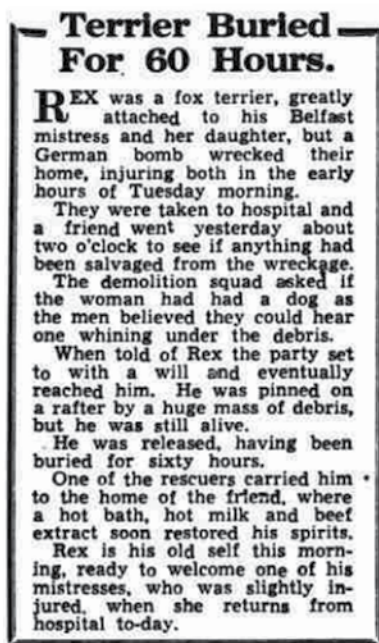 Terrier Buried
For 60 Hours.
REX was a fox terrier, greatly
attached to his Belfast
mistress and her daughter, but a
German bomb wrecked their
home, injuring both in the early
hours of Tuesday morning.
They were taken to hospital and
a friend went yesterday about
two o'clock to see if anything had
been salvaged from the wreckage.
The demolition squad asked if
the woman had had a dog as
the men believed they could hear
one whining under the debris.
When told of Rex the party set
to with a will and eventually
reached him. He was pinned on
a rafter by a huge mass of debris,
but he was still alive.
He was released, having been
buried for sixty hours.
One of the rescuers carried him
to the home of the friend, where
a hot bath, hot milk and beef
extract soon restored his spirits.
Rex is his old self this morn-
ing, ready to welcome one of his
mistresses, who was slightly in-
jured, when she returns from
hospital to-day.